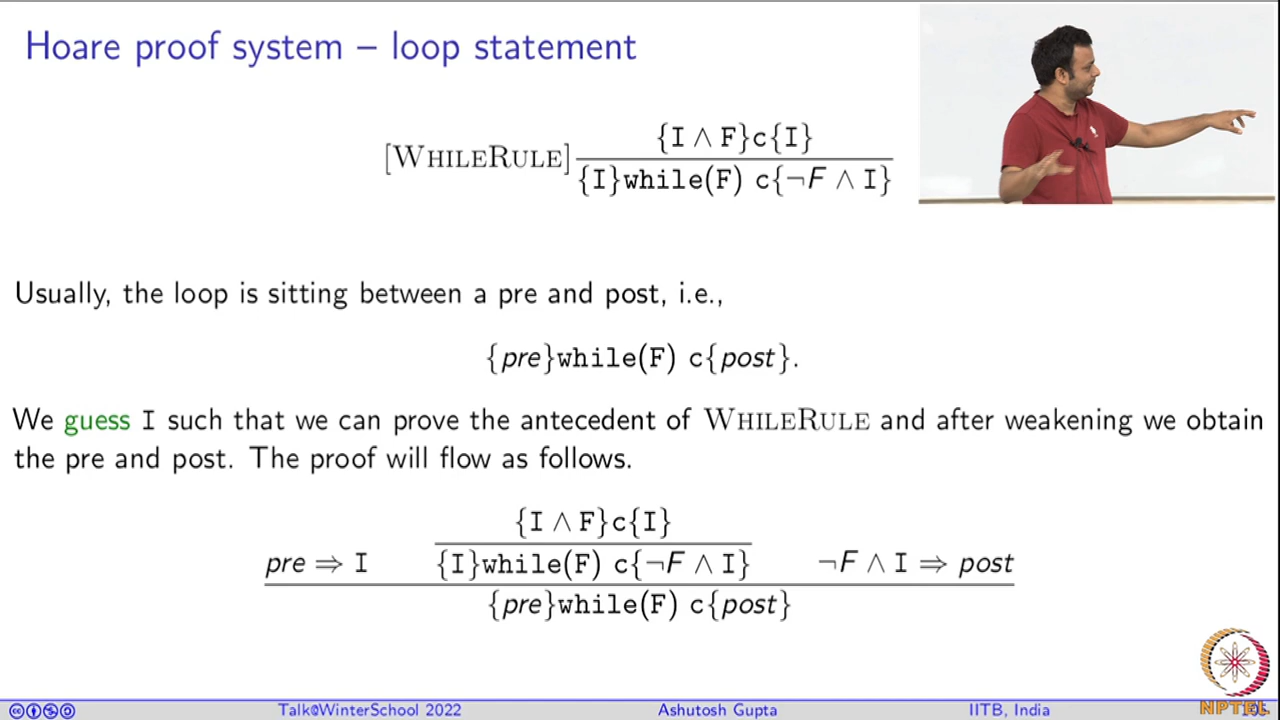 Hoare proof system – loop statement
[WhileRule] {I ∧ F}c{I}
{I}while(F) c{¬F ∧ I}
Usually, the loop is sitting between a pre and post, i.e.,
{pre}while(F) c{post}.
We guess I such that we can prove the antecedent of WhileRule and after weakening we obtain
the pre and post. The proof will flow as follows.
{I ∧ F}c{I}
pre ⇒ I {I}while(F) c{¬F ∧ I} ¬F ∧ I ⇒ post
{pre}while(F) c{post}
Talk@WinterSchool 2022 Ashutosh Gupta IITB, India
NPTEL